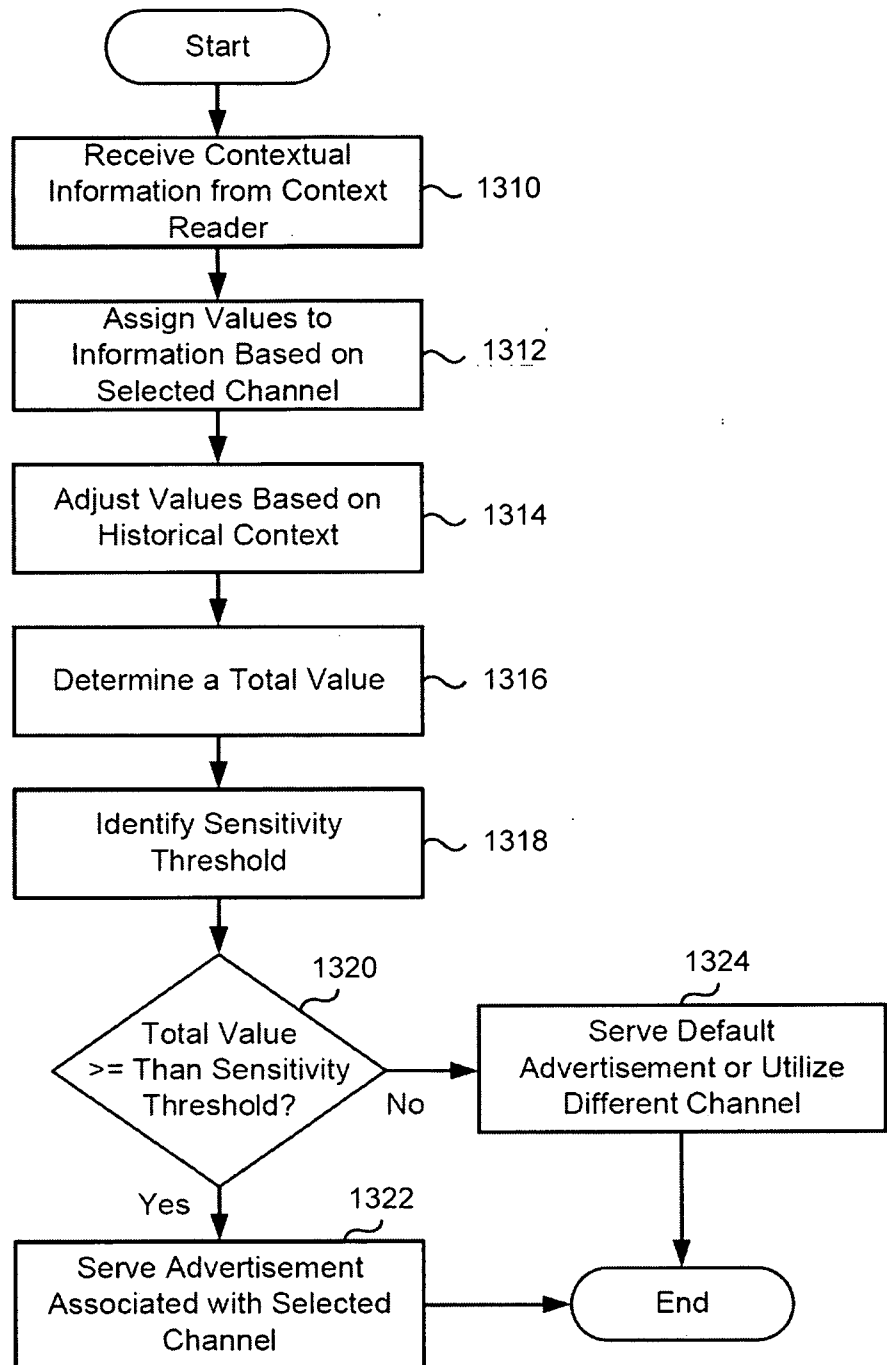 Start
Receive Contextual
Information from Context
Reader
1310
Assign Values to
Information Based on
Selected Channel
1312
Adjust Values Based on
Historical Context
1314
Determine a Total Value
1316
Identify Sensitivity
Threshold
1318
1320
Total Value
>= Than Sensitivity
Threshold?
No
Yes
1324
Serve Default
Advertisement or Utilize
Different Channel
1322
Serve Advertisement
Associated with Selected
Channel
End